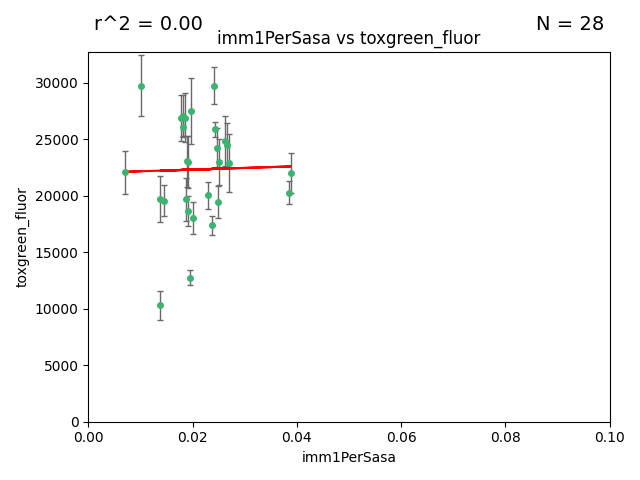 r^2 = 0.00
N = 28
imm1PerSasa vs toxgreen_fluor
30000
25000
20000
15000
10000
5000
0
toxgreen_fluor
0.00
0.02
0.04
0.06
0.08
0.10
imm1PerSasa